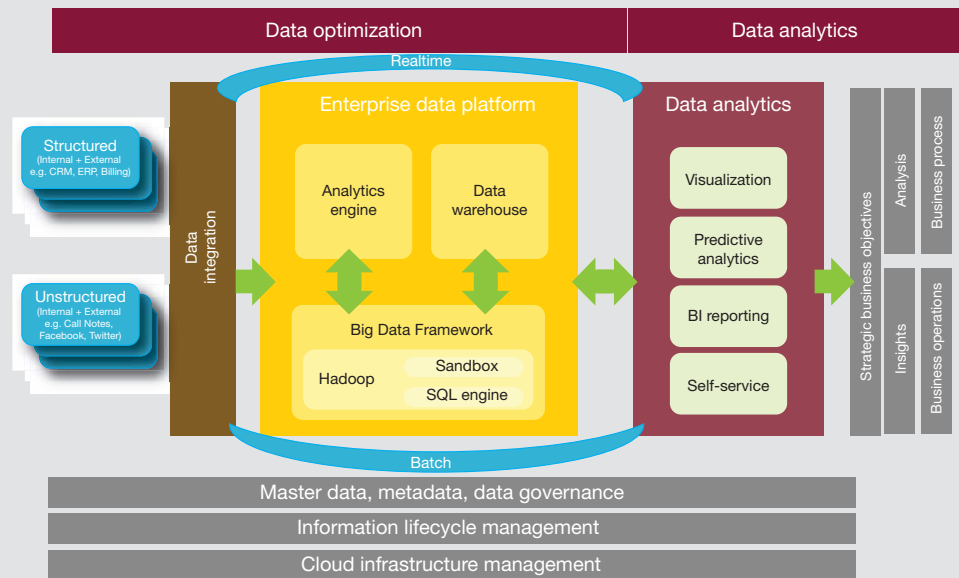 Data optimization
Data analytics
Realtime
Structured
(Internal + External
e.g. CRM, ERP, Billing)
Unstructured
(Internal + External
e.g. Call Notes,
Facebook, Twitter)
Data
integration
Enterprise data platform
Analytics
engine
Data
warehouse
Big Data Framework
Hadoop
Sandbox
SQL engine
Data analytics
Visualization
Predictive
analytics
BI reporting
Self-service
Strategic business objectives
Analysis
Business process
Insights
Business operations
Batch
Master data, metadata, data governance
Information lifecycle management
Cloud infrastructure management